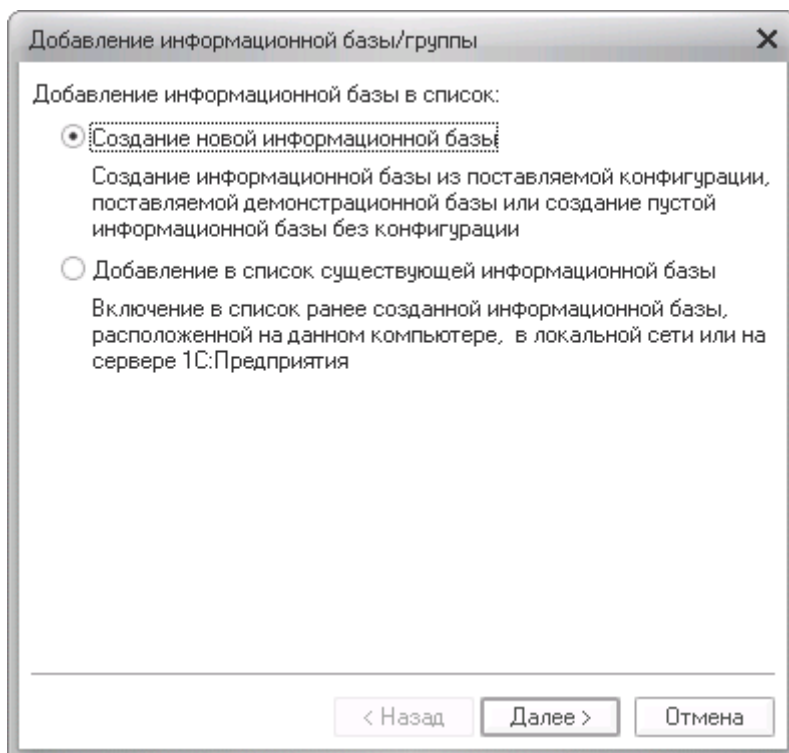 Добавление информационной базы/группы
Добавление информационной базы в список:
Создание новой информационной базы
Создание информационной базы из поставляемой конфигурации,
поставляемой демонстрационной базы или создание пустой
информационной базы без конфигурации
Добавление в список существующей информационной базы
Включение в список ранее созданной информационной базы,
расположенной на данном компьютере, в локальной сети или на
сервере 1С:Предприятия
< Назад Далее > Отмена